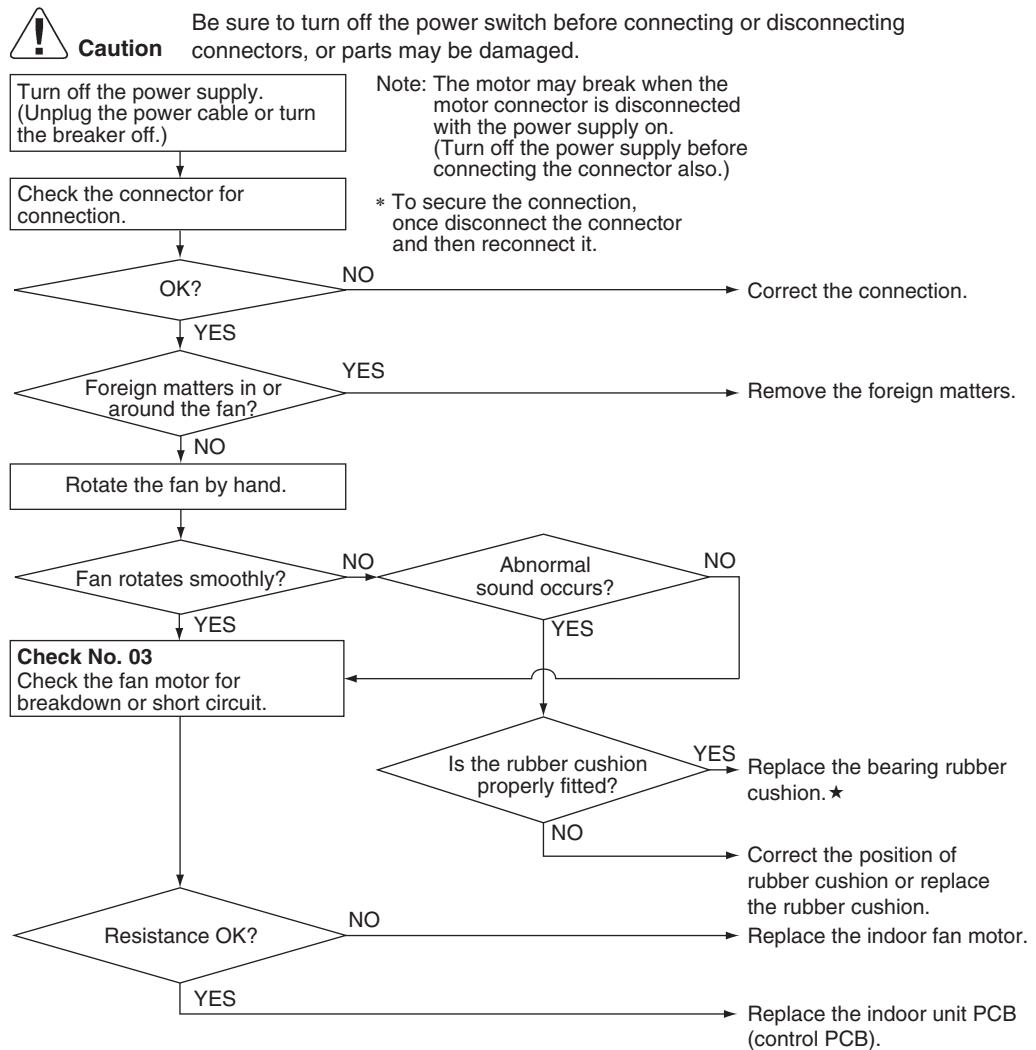 Be sure to turn off the power switch before connecting or disconnecting
Caution connectors, or parts may be damaged.
Turn off the power supply.
(Unplug the power cable or turn
the breaker off.)
Note: The motor may break when the
motor connector is disconnected
with the power supply on.
(Turn off the power supply before
connecting the connector also.)
Check the connector for
connection.
* To secure the connection,
once disconnect the connector
and then reconnect it.
OK?
NO
Correct the connection.
YES
Foreign matters in or
around the fan?
YES
Remove the foreign matters.
NO
Rotate the fan by hand.
Fan rotates smoothly?
NO
Abnormal
sound occurs?
NO
YES
YES
Check No. 03
Check the fan motor for
breakdown or short circuit.
Is the rubber cushion
properly fitted?
YES
Replace the bearing rubber
cushion.★
NO
Correct the position of
rubber cushion or replace
the rubber cushion.
Resistance OK?
NO
Replace the indoor fan motor.
YES
Replace the indoor unit PCB
(control PCB).